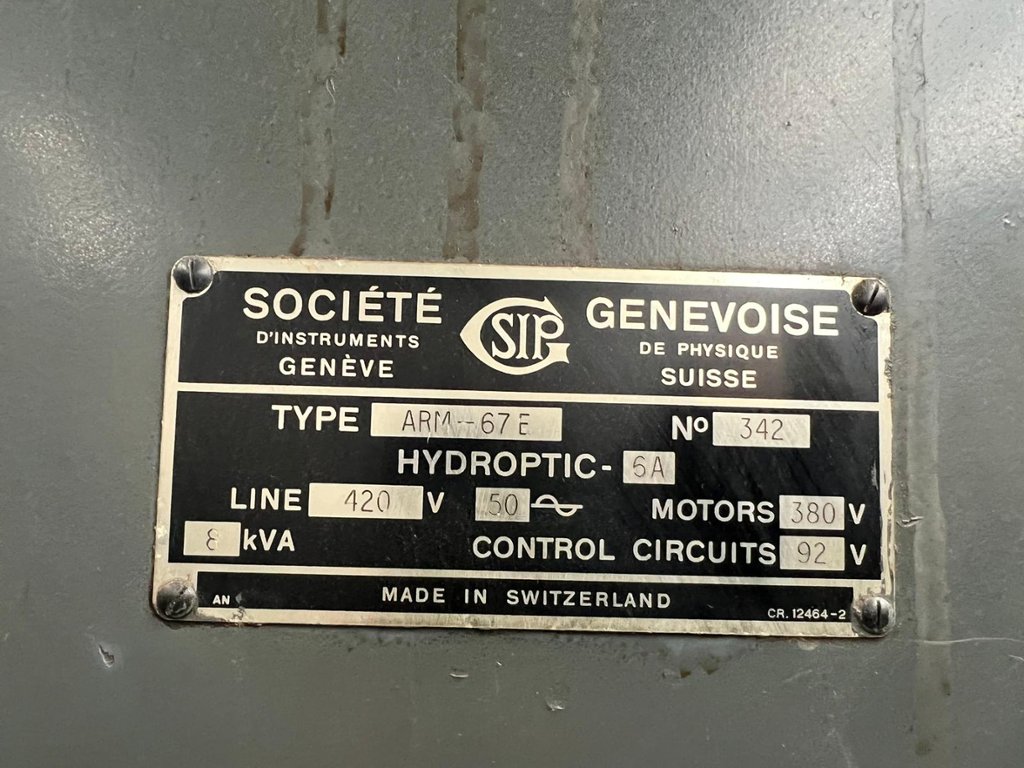 SOCIÉTÉ SIP GENEVOISE
D'INSTRUMENTS DE PHYSIQUE
GENÈVE SUISSE
TYPE ARM-67E Nº 342
HYDROPTIC-6A
LINE 420 V 50 MOTORS 380 V
8 kVA CONTROL CIRCUITS 92 V
AN MADE IN SWITZERLAND CR. 12464-2